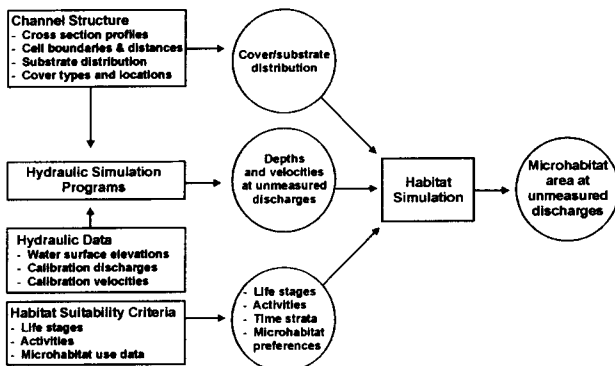 Channel Structure
- Cross section profiles
- Cell boundaries & distances
- Substrate distribution
- Cover types and locations
Cover/substrate
distribution
Hydraulic Simulation
Programs
Depths
and velocities
at unmeasured
discharges
Habitat
Simulation
Microhabitat
area at
unmeasured
discharges
Hydraulic Data
- Water surface elevations
- Calibration discharges
- Calibration velocities
Habitat Suitability Criteria
- Life stages
- Activities
- Microhabitat use data
- Life stages
- Activities
- Time strata
- Microhabitat
preferences